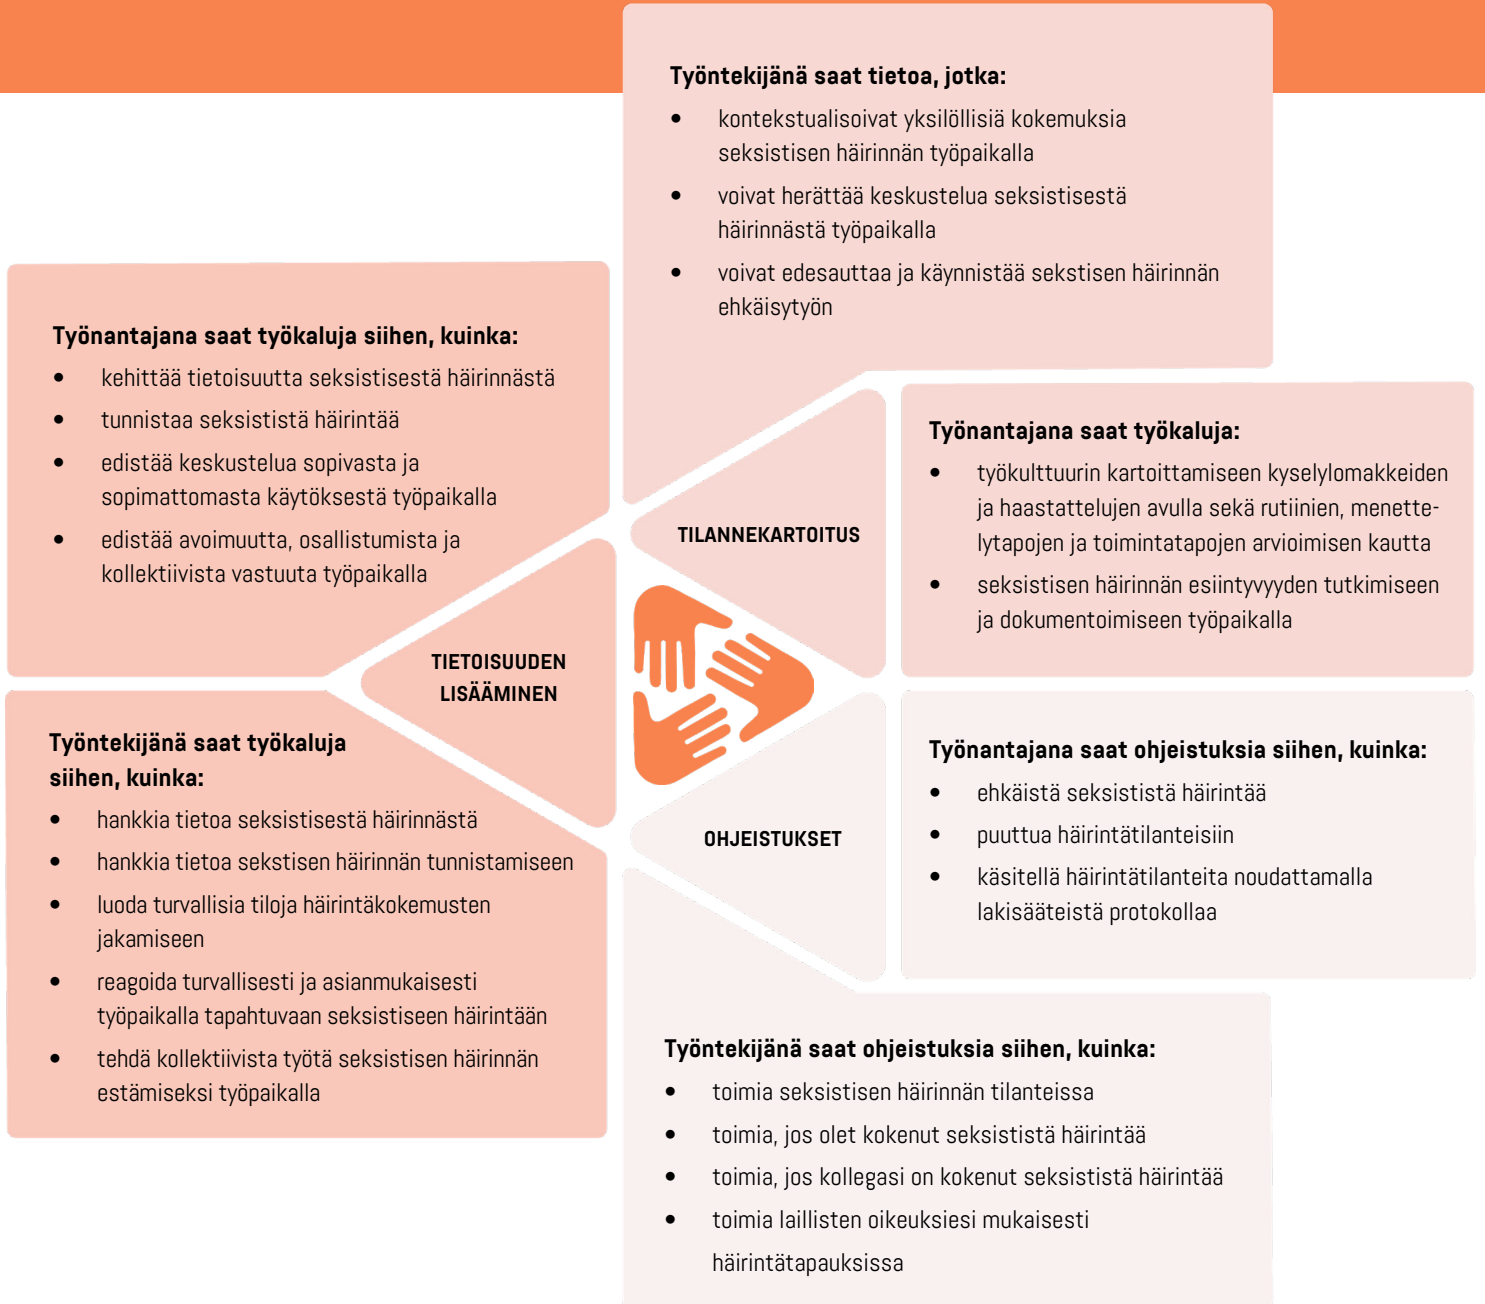 Työntekijänä saat tietoa, jotka:
• kontekstualisoivat yksilöllisiä kokemuksia
seksistisen häirinnän työpaikalla
• voivat herättää keskustelua seksistisestä
häirinnästä työpaikalla
• voivat edesauttaa ja käynnistää sekstisen häirinnän
ehkäisytyön
Työnantajana saat työkaluja siihen, kuinka:
• kehittää tietoisuutta seksistisestä häirinnästä
• tunnistaa seksististä häirintää
• edistää keskustelua sopivasta ja
sopimattomasta käytöksestä työpaikalla
• edistää avoimuutta, osallistumista ja
kollektiivista vastuuta työpaikalla
TILANNEKARTOITUS
Työnantajana saat työkaluja:
• työkulttuurin kartoittamiseen kyselylomakkeiden
ja haastattelujen avulla sekä rutiinien, menette-
lytapojen ja toimintatapojen arvioimisen kautta
• seksistisen häirinnän esiintyvyyden tutkimiseen
ja dokumentoimiseen työpaikalla
TIETOISUUDEN
LISÄÄMINEN
Työntekijänä saat työkaluja
siihen, kuinka:
• hankkia tietoa seksistisestä häirinnästä
• hankkia tietoa sekstisen häirinnän tunnistamiseen
• luoda turvallisia tiloja häirintäkokemusten
jakamiseen
• reagoida turvallisesti ja asianmukaisesti
työpaikalla tapahtuvaan seksistiseen häirintään
• tehdä kollektiivista työtä seksistisen häirinnän
estämiseksi työpaikalla
OHJEISTUKSET
Työnantajana saat ohjeistuksia siihen, kuinka:
• ehkäistä seksististä häirintää
• puuttua häirintätilanteisiin
• käsitellä häirintätilanteita noudattamalla
lakisääteistä protokollaa
Työntekijänä saat ohjeistuksia siihen, kuinka:
• toimia seksistisen häirinnän tilanteissa
• toimia, jos olet kokenut seksististä häirintää
• toimia, jos kollegasi on kokenut seksististä häirintää
• toimia laillisten oikeuksiesi mukaisesti
häirintätapauksissa